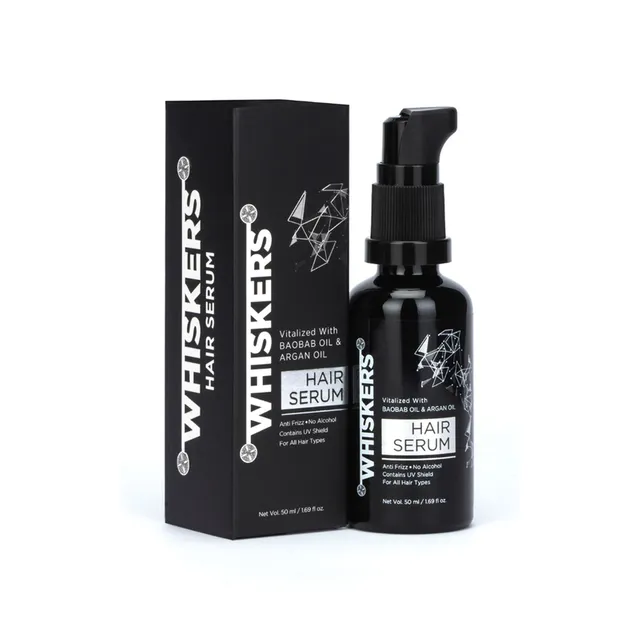 WHISKERS
HAIR SERUM
WHISKERS
Vitalized With
BAOBAB OIL &
ARGAN OIL
HAIR
SERUM
Anti Frizz • No Alcohol
Contains UV Shield
For All Hair Types
Net Vol. 50 ml / 1.69 fl oz.
WHISKERS
Vitalized With
BAOBAB OIL & ARGAN OIL
HAIR
SERUM
Anti Frizz • No Alcohol
Contains UV Shield
For All Hair Types
Net Vol. 50 ml / 1.69 fl oz.